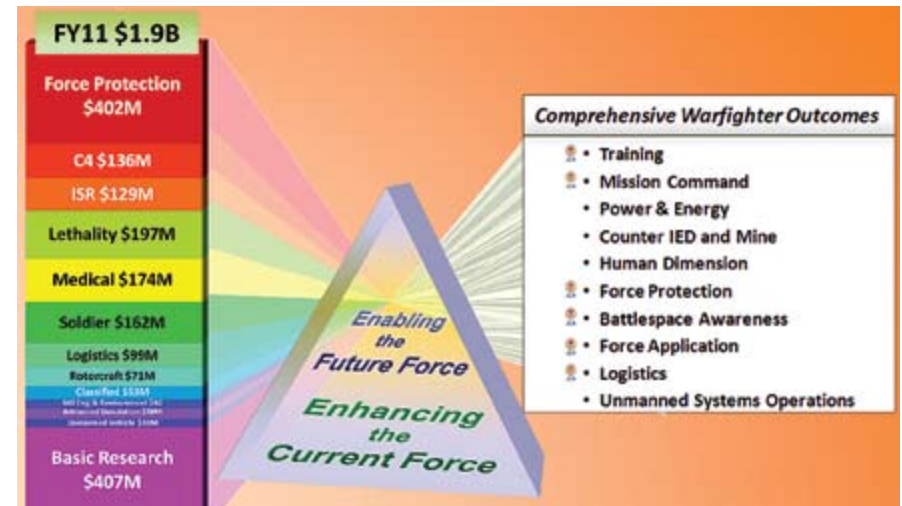 FY11 $1.9B
Force Protection
$402M
C4 $136M
ISR $129M
Lethality $197M
Medical $174M
Soldier $162M
Logistics $99M
Rotorcraft $71M
Classified
Basic Research
$407M
Enabling
the
Future Force
Enhancing
the
Current Force
Comprehensive Warfighter Outcomes
• Training
• Mission Command
• Power & Energy
• Counter IED and Mine
• Human Dimension
• Force Protection
• Battlespace Awareness
• Force Application
• Logistics
• Unmanned Systems Operations